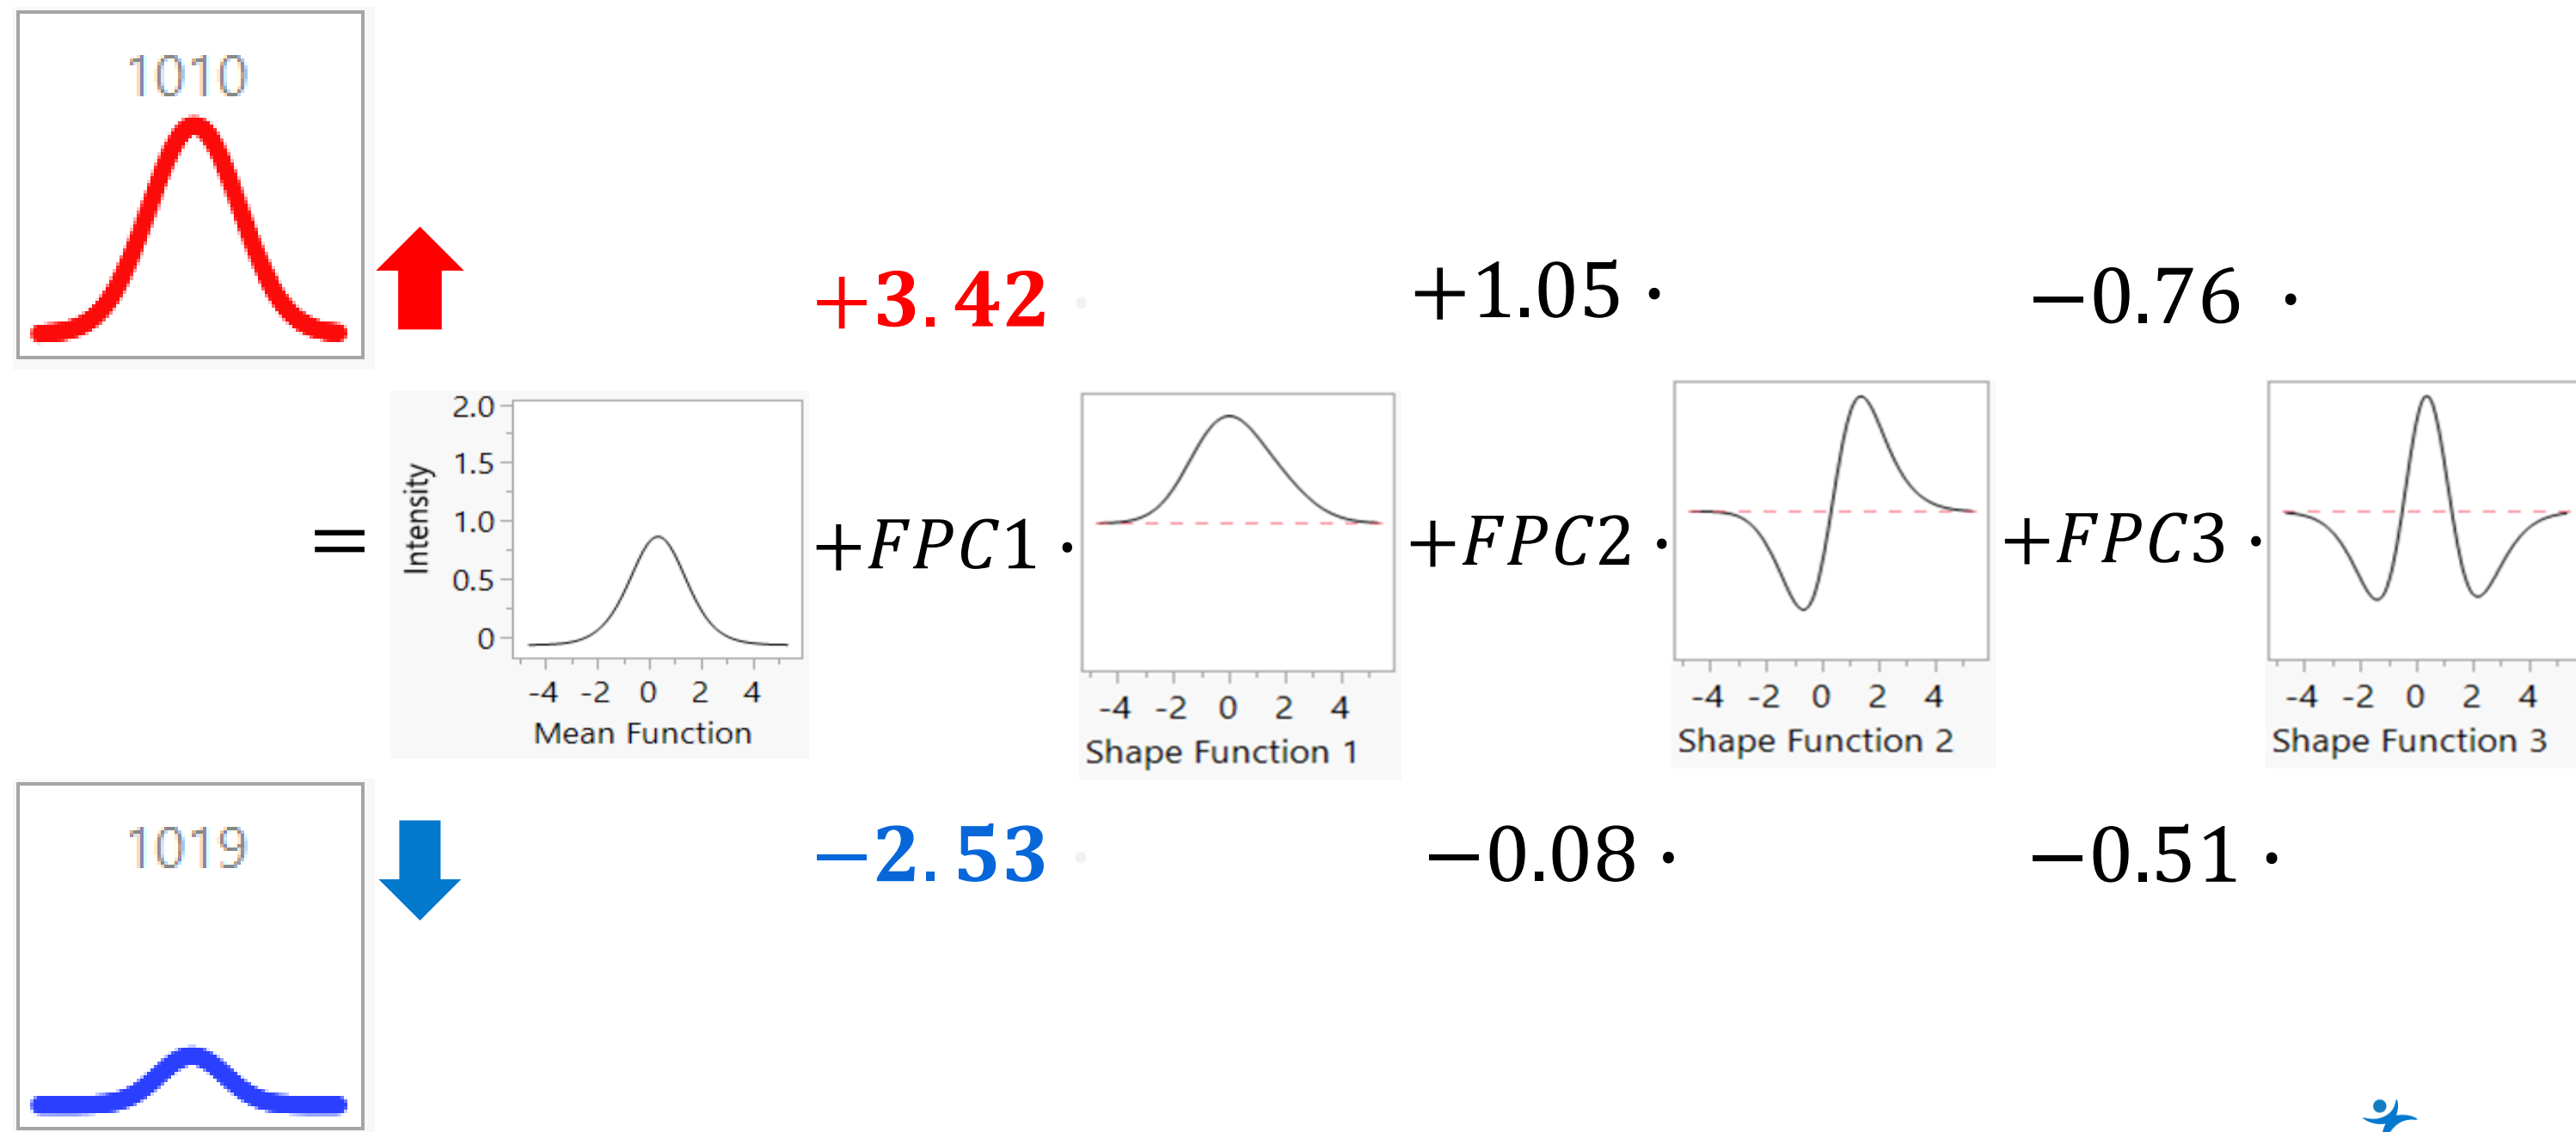 1010
+3.42 ·
+1.05 ·
−0.76 ·
=
Intensity
2.0
1.5
1.0
0.5
0
-4 -2 0 2 4
Mean Function
+FPC1 ·
-4 -2 0 2 4
Shape Function 1
+FPC2 ·
-4 -2 0 2 4
Shape Function 2
+FPC3 ·
-4 -2 0 2 4
Shape Function 3
1019
−2.53 ·
−0.08 ·
−0.51 ·